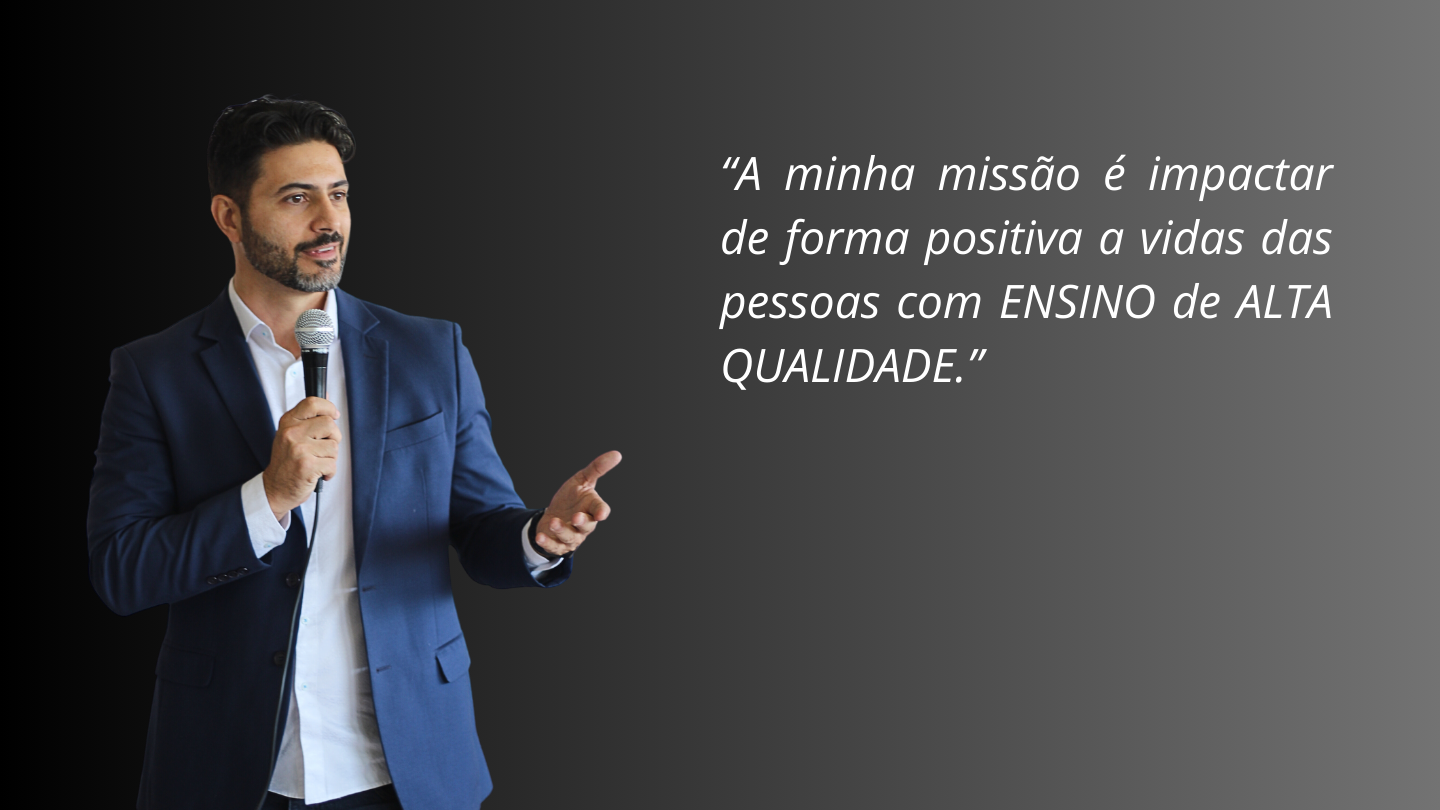 “A minha missão é impactar
de forma positiva a vidas das
pessoas com ENSINO de ALTA
QUALIDADE.”